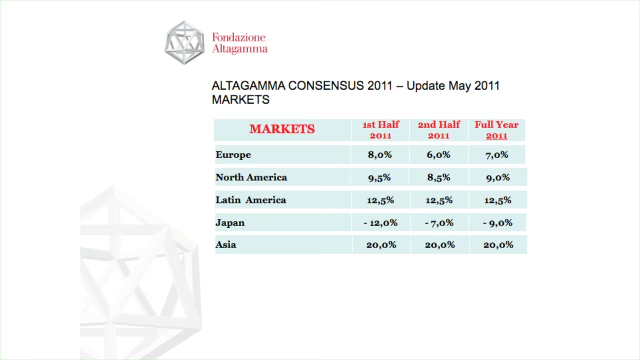 Fondazione
Altagamma
ALTAGAMMA CONSENSUS 2011 – Update May 2011
MARKETS
MARKETS 1st Half 2011 2nd Half 2011 Full Year 2011
Europe 8,0% 6,0% 7,0%
North America 9,5% 8,5% 9,0%
Latin America 12,5% 12,5% 12,5%
Japan - 12,0% - 7,0% - 9,0%
Asia 20,0% 20,0% 20,0%